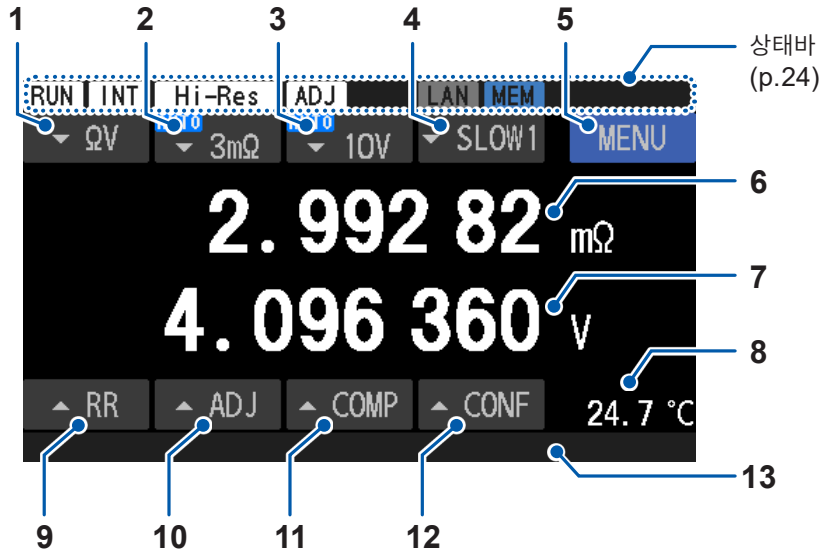 1 2 3 4 5
상태바
(p.24)
RUN INT Hi-Res ADJ LAN MEM
AUTO AUTO
ΩV 3mΩ 10V SLOW1 MENU
6
2.992 82 mΩ
7
4.096 360 V
8
RR ADJ COMP CONF 24.7 °C
13
9 10 11 12